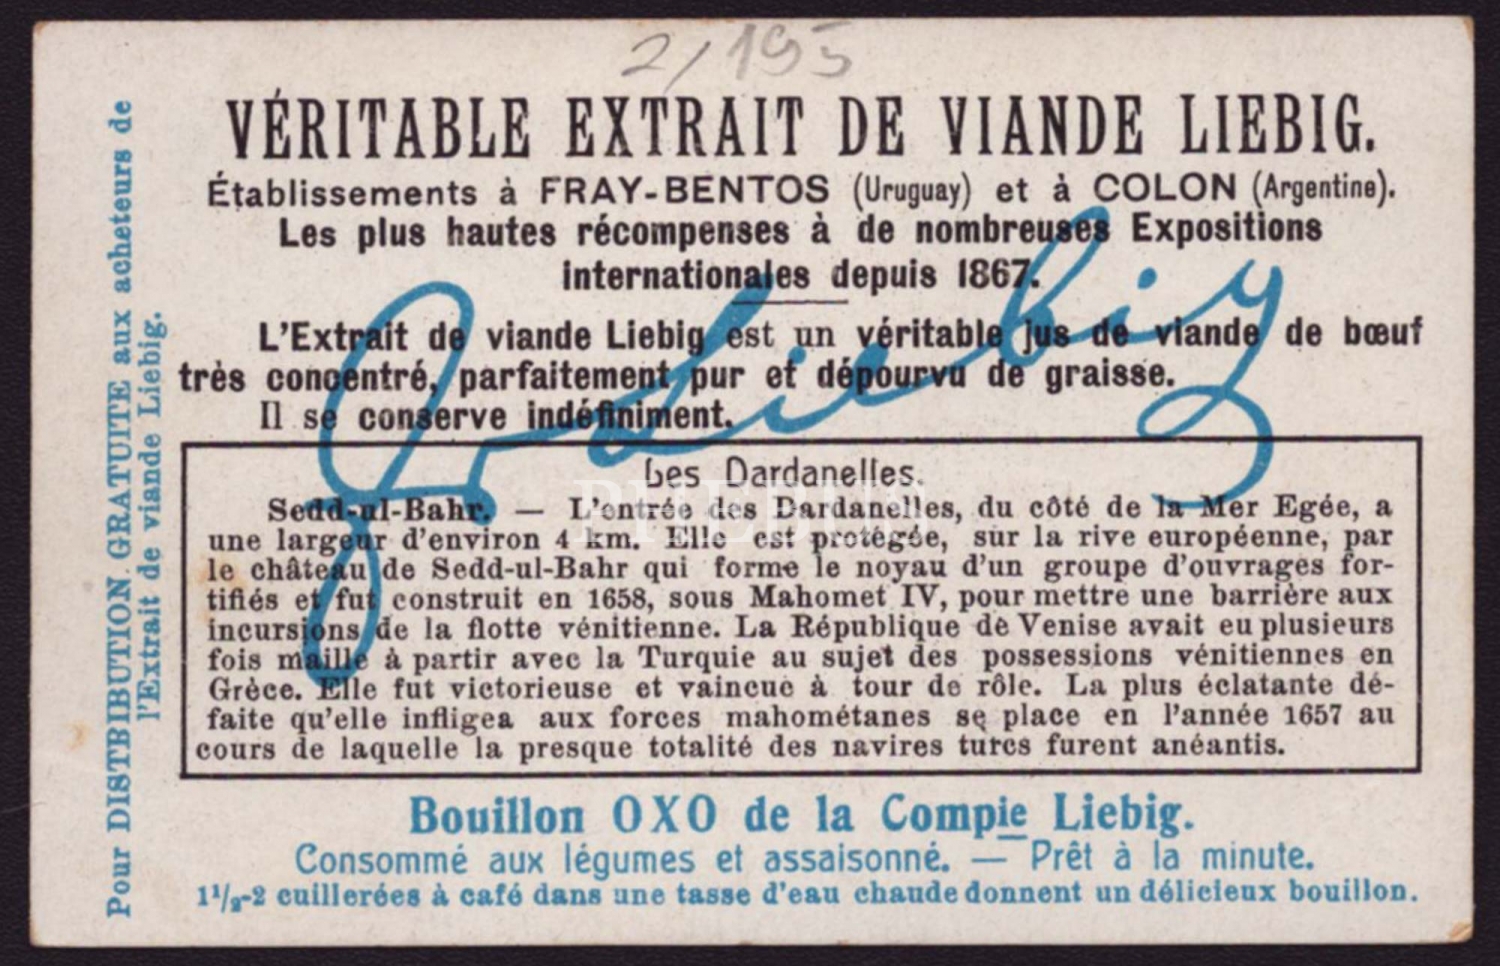 2/195
VÉRITABLE EXTRAIT DE VIANDE LIEBIG.
Établissements à FRAY-BENTOS (Uruguay) et à COLON (Argentine).
Les plus hautes récompenses à de nombreuses Expositions
internationales depuis 1867.
L'Extrait de viande Liebig est un véritable jus de viande de bœuf
très concentré, parfaitement pur et dépourvu de graisse.
Il se conserve indéfiniment.
Les Dardanelles.
Sedd-ul-Bahr. — L'entrée des Dardanelles, du côté de la Mer Egée, a
une largeur d'environ 4 km. Elle est protégée, sur la rive européenne, par
le château de Sedd-ul-Bahr qui forme le noyau d'un groupe d'ouvrages for-
tifiés et fut construit en 1658, sous Mahomet IV, pour mettre une barrière aux
incursions de la flotte vénitienne. La République de Venise avait eu plusieurs
fois maille à partir avec la Turquie au sujet des possessions vénitiennes en
Grèce. Elle fut victorieuse et vaincue à tour de rôle. La plus éclatante dé-
faite qu'elle infligea aux forces mahométanes se place en l'année 1657 au
cours de laquelle la presque totalité des navires turcs furent anéantis.
Bouillon OXO de la Compie Liebig.
Consommé aux légumes et assaisonné. — Prêt à la minute.
1½-2 cuillerées à café dans une tasse d'eau chaude donnent un délicieux bouillon.
Pour DISTRIBUTION GRATUITE aux acheteurs de
l'Extrait de viande Liebig.
Liebig